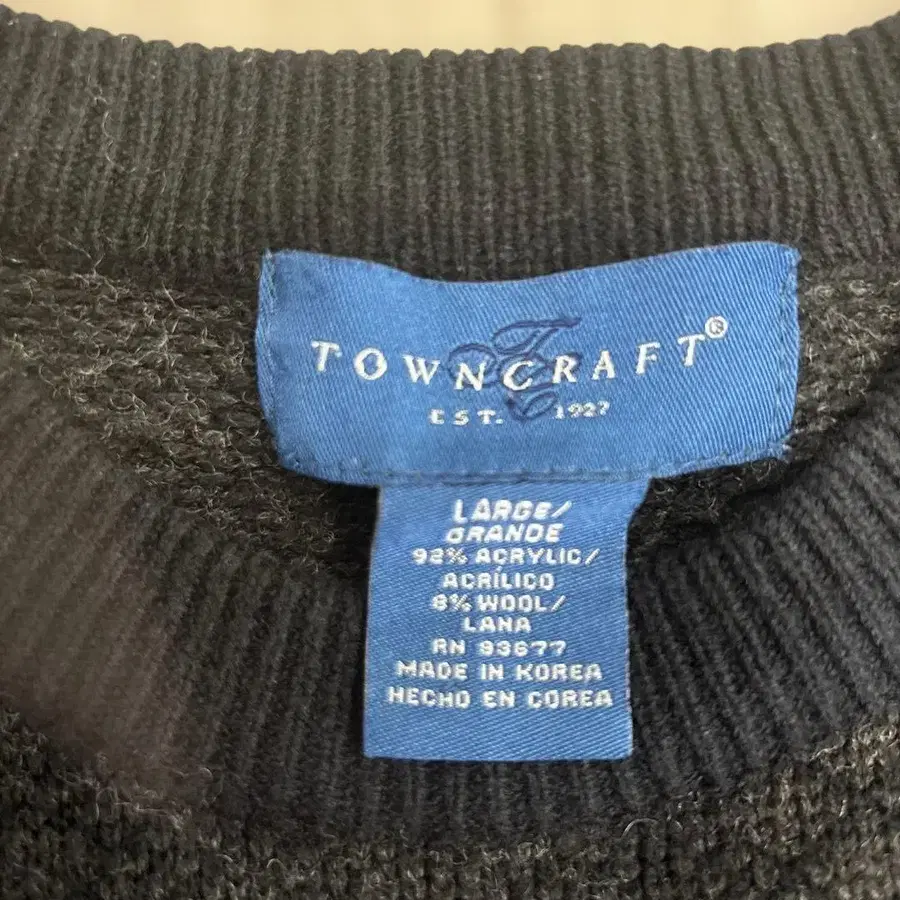 TOWNCRAFT®
EST. 1927
LARGE/
GRANDE
92% ACRYLIC/
ACRÍLICO
8% WOOL/
LANA
RN 93677
MADE IN KOREA
HECHO EN COREA